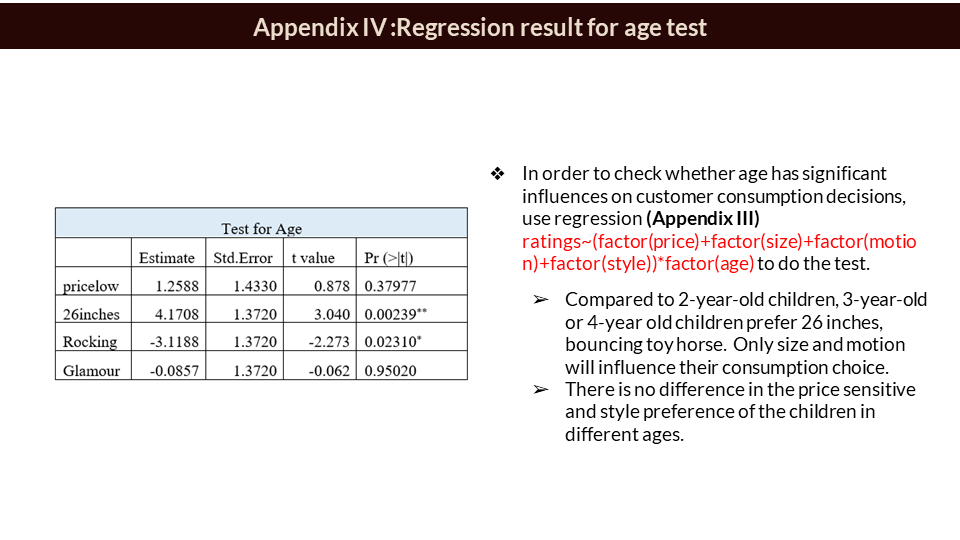 Appendix IV :Regression result for age test
❖ In order to check whether age has significant
influences on customer consumption decisions,
use regression (Appendix III)
ratings~(factor(price)+factor(size)+factor(motio
n)+factor(style))*factor(age) to do the test.
➢ Compared to 2-year-old children, 3-year-old
or 4-year old children prefer 26 inches,
bouncing toy horse. Only size and motion
will influence their consumption choice.
➢ There is no difference in the price sensitive
and style preference of the children in
different ages.
Test for Age
Estimate Std.Error t value Pr (>|t|)
pricelow 1.2588 1.4330 0.878 0.37977
26inches 4.1708 1.3720 3.040 0.00239**
Rocking -3.1188 1.3720 -2.273 0.02310*
Glamour -0.0857 1.3720 -0.062 0.95020